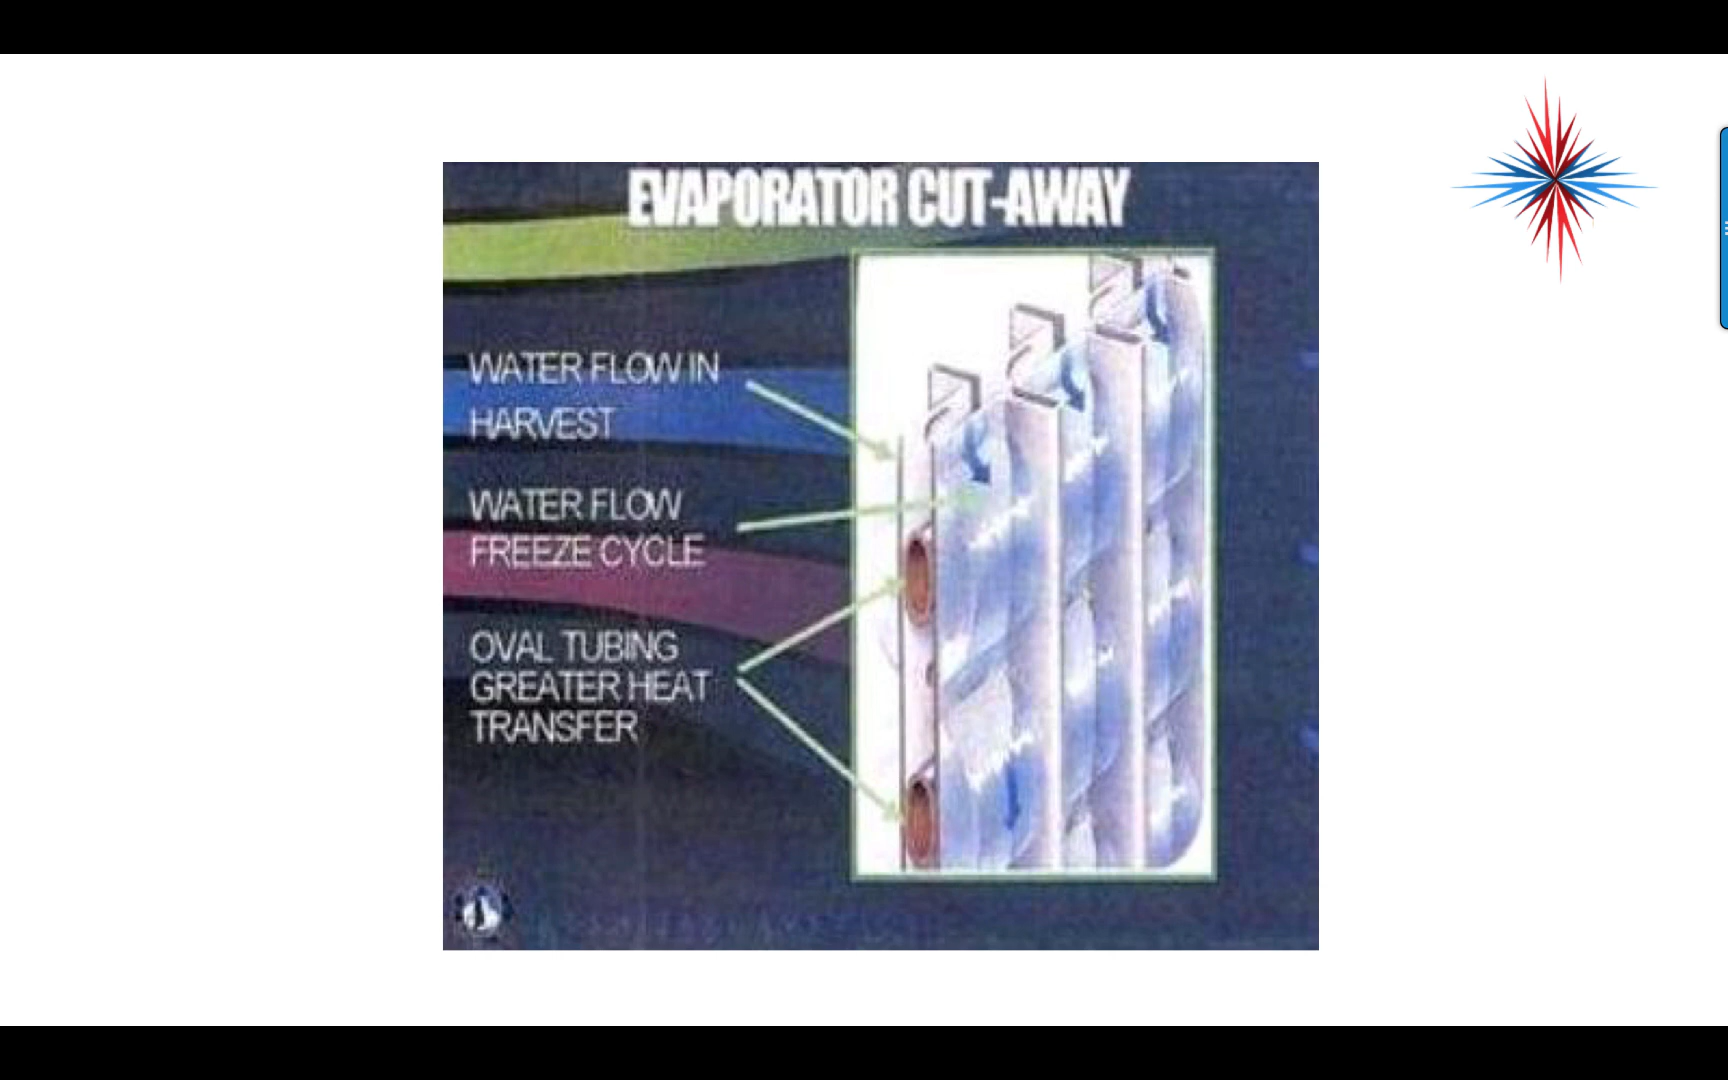 EVAPORATOR CUT-AWAY
WATER FLOW IN
HARVEST
WATER FLOW
FREEZE CYCLE
OVAL TUBING
GREATER HEAT
TRANSFER